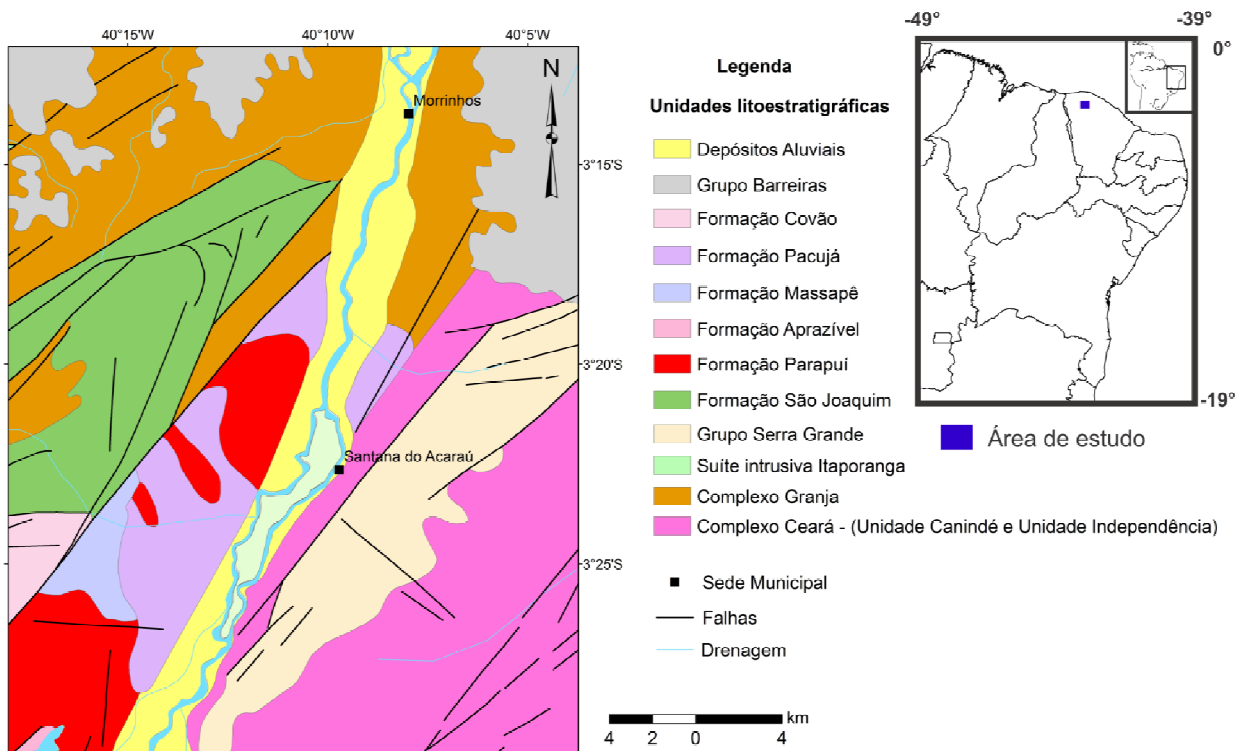 40°15'W
40°10'W
40°5'W
N
Morrinhos
3°15'S
3°20'S
Santana do Acaraú
3°25'S
Legenda
Unidades litoestratigráficas
Depósitos Aluviais
Grupo Barreiras
Formação Covão
Formação Pacujá
Formação Massapê
Formação Aprazível
Formação Parapuí
Formação São Joaquim
Grupo Serra Grande
Suíte intrusiva Itaporanga
Complexo Granja
Complexo Ceará - (Unidade Canindé e Unidade Independência)
Sede Municipal
Falhas
Drenagem
km
4 2 0 4
-49° -39°
0°
-19°
Área de estudo